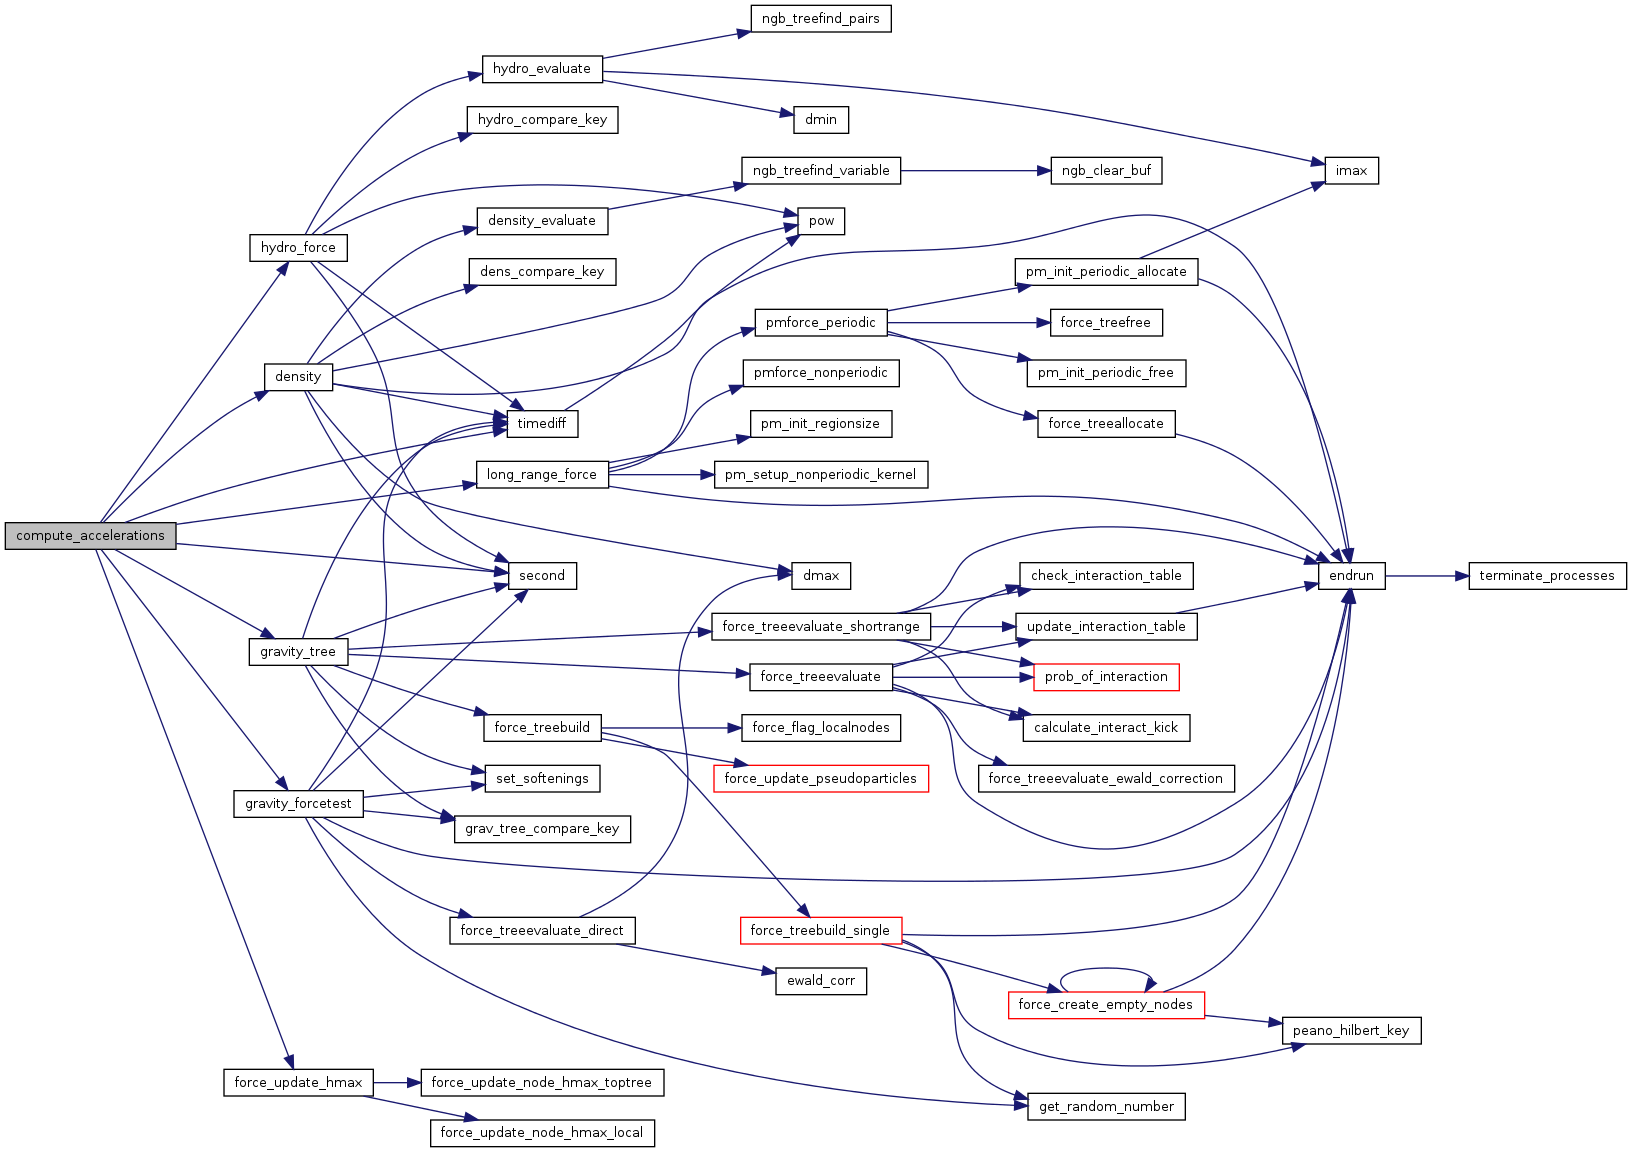 ngb_treefind_pairs
hydro_evaluate
hydro_compare_key
dmin
ngb_treefind_variable
ngb_clear_buf
imax
density_evaluate
pow
hydro_force
dens_compare_key
pm_init_periodic_allocate
pmforce_periodic
force_treefree
density
pmforce_nonperiodic
pm_init_periodic_free
timediff
pm_init_regionsize
force_treeallocate
long_range_force
pm_setup_nonperiodic_kernel
compute_accelerations
second
dmax
check_interaction_table
endrun
terminate_processes
force_treeevaluate_shortrange
update_interaction_table
gravity_tree
force_treeevaluate
prob_of_interaction
force_treebuild
force_flag_localnodes
calculate_interact_kick
set_softenings
force_update_pseudoparticles
force_treeevaluate_ewald_correction
gravity_forcetest
grav_tree_compare_key
force_treeevaluate_direct
force_treebuild_single
ewald_corr
force_create_empty_nodes
peano_hilbert_key
force_update_hmax
force_update_node_hmax_toptree
get_random_number
force_update_node_hmax_local